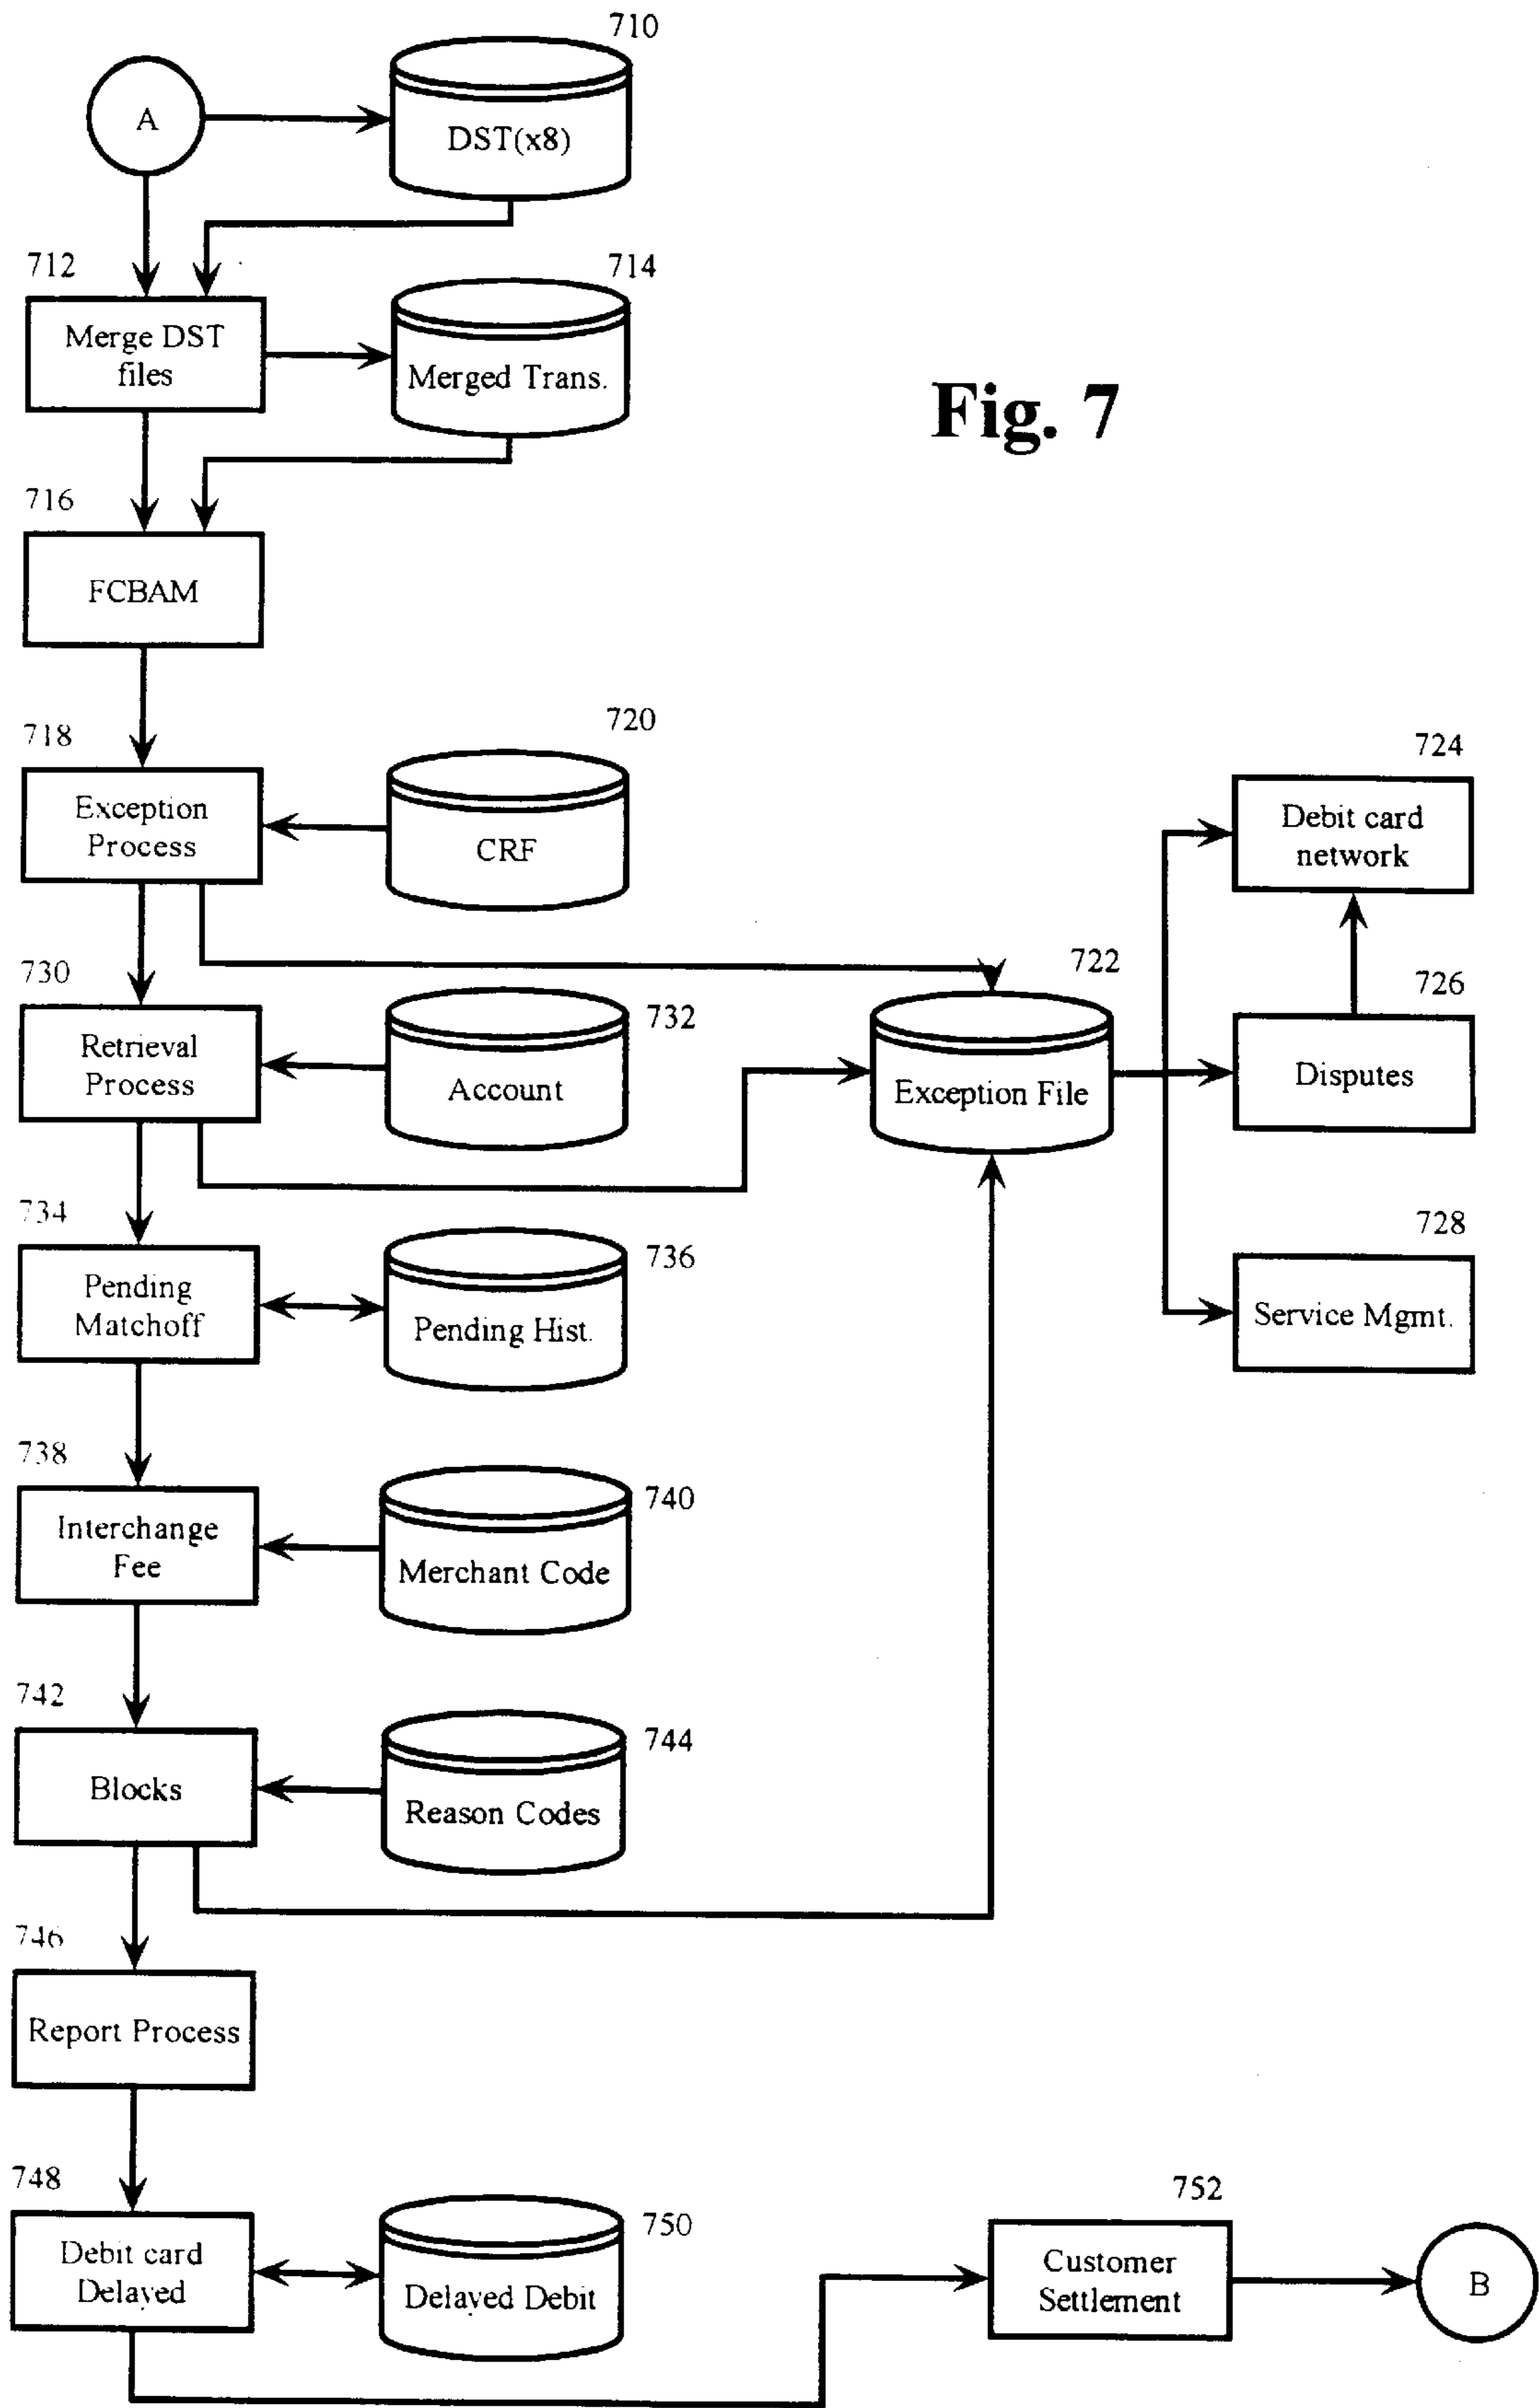 710
A
DST(x8)
712
714
Merge DST
files
Merged Trans.
Fig. 7
716
FCBAM
718
720
724
Exception
Process
CRF
Debit card
network
730
732
722
726
Retrieval
Process
Account
Exception File
Disputes
734
736
728
Pending
Matchoff
Pending Hist.
Service Mgmt.
738
740
Interchange
Fee
Merchant Code
742
744
Blocks
Reason Codes
746
Report Process
748
750
752
Debit card
Delayed
Delayed Debit
Customer
Settlement
B